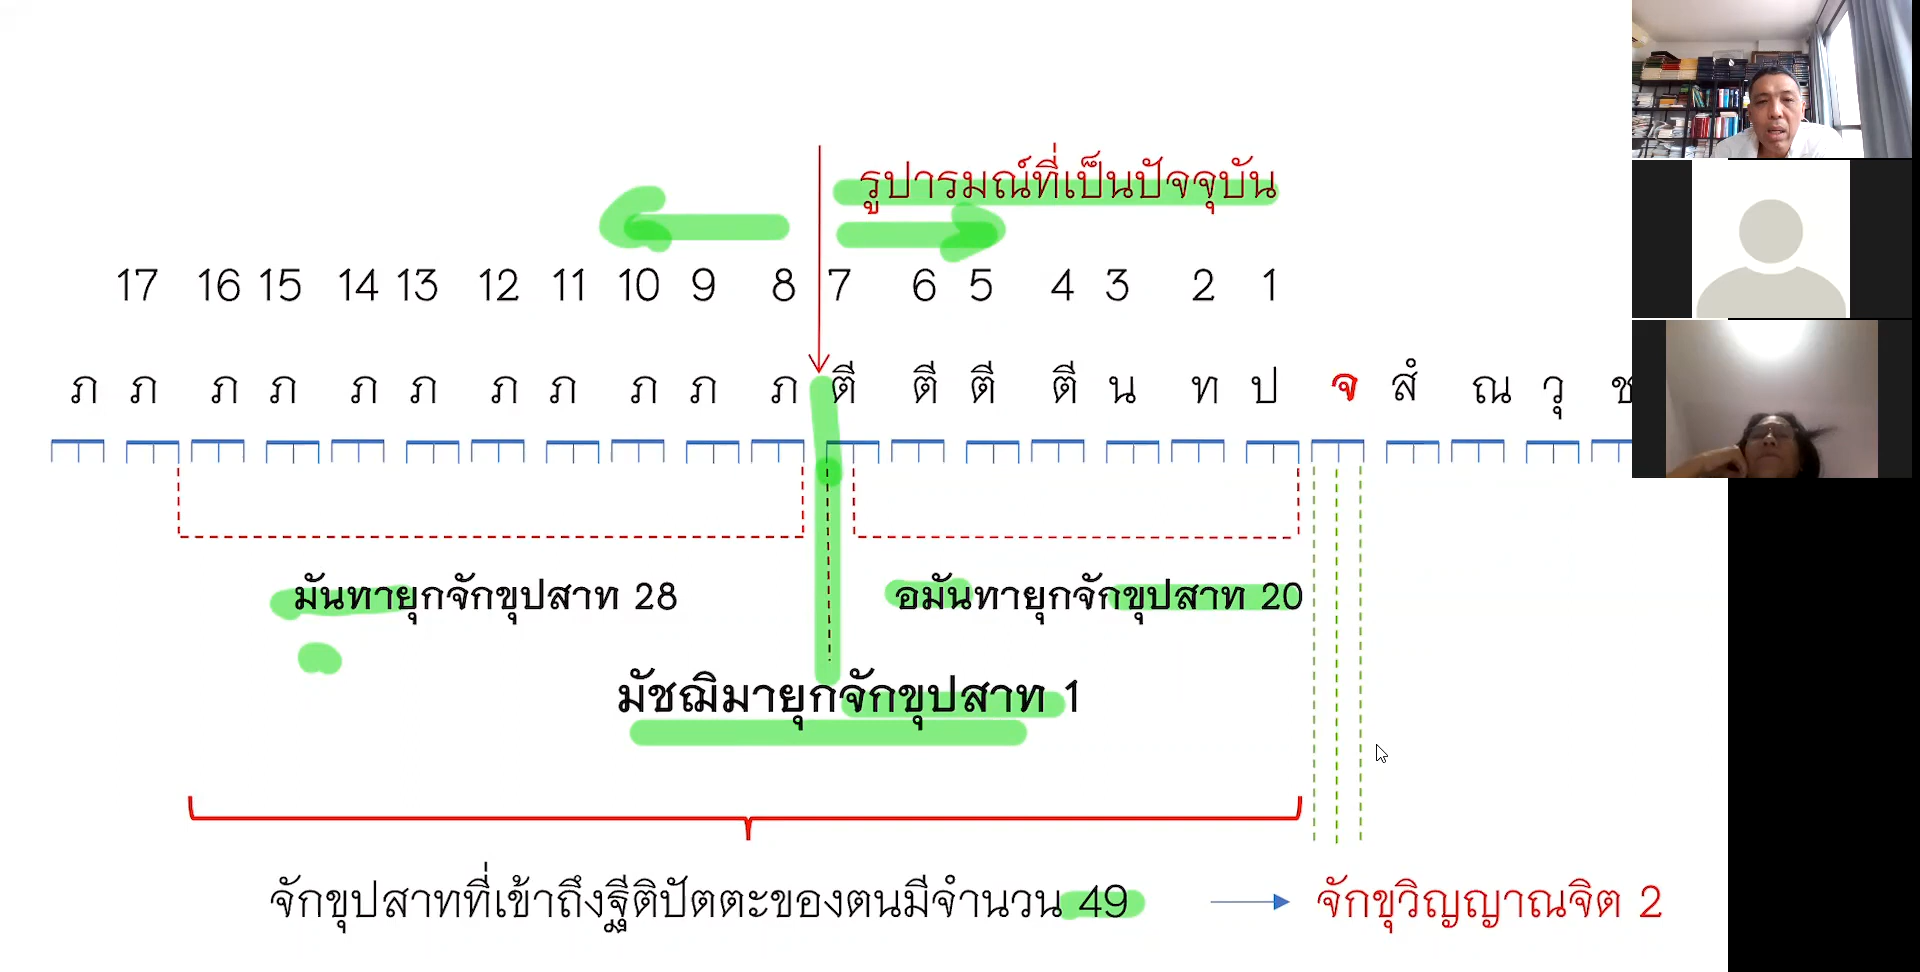 รูปารมณ์ที่เป็นปัจจุบัน
17 16 15 14 13 12 11 10 9 8 7 6 5 4 3 2 1
ภ ภ ภ ภ ภ ภ ภ ภ ภ ภ ภ ตี ตี ตี ตี น ท ป จ สํ ณ วุ ช
มันทายุกจักขุปสาท 28
อมันทายุกจักขุปสาท 20
มัชฌิมายุกจักขุปสาท 1
จักขุปสาทที่เข้าถึงฐีติปัตตะของตนมีจำนวน 49
จักขุวิญญาณจิต 2